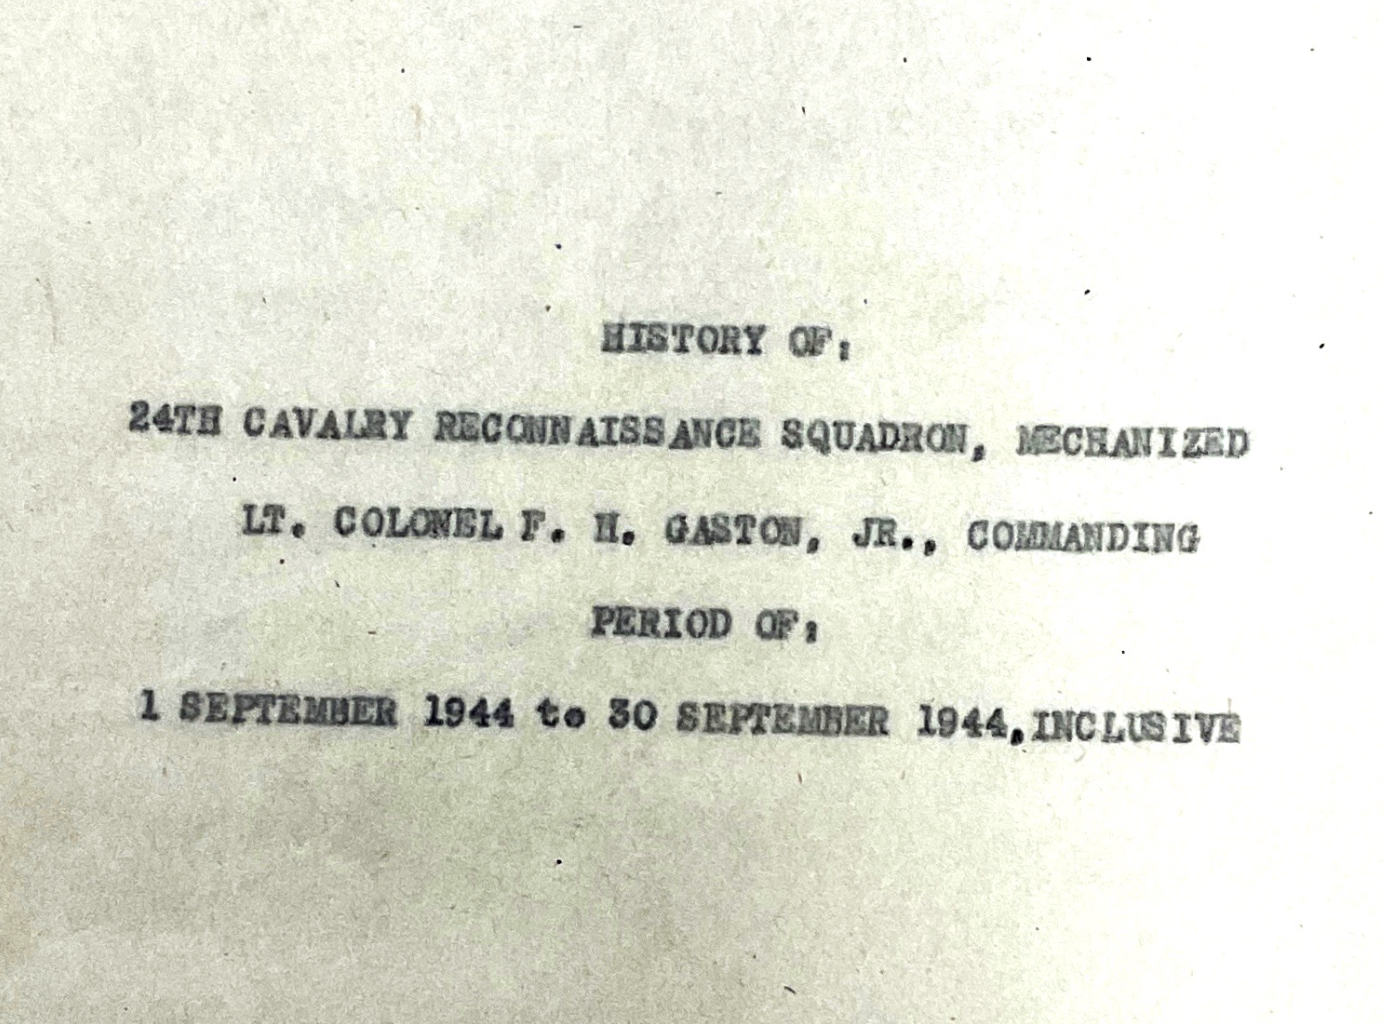 HISTORY OF:
24TH CAVALRY RECONNAISSANCE SQUADRON, MECHANIZED
LT. COLONEL F. H. GASTON, JR., COMMANDING
PERIOD OF:
1 SEPTEMBER 1944 to 30 SEPTEMBER 1944, INCLUSIVE